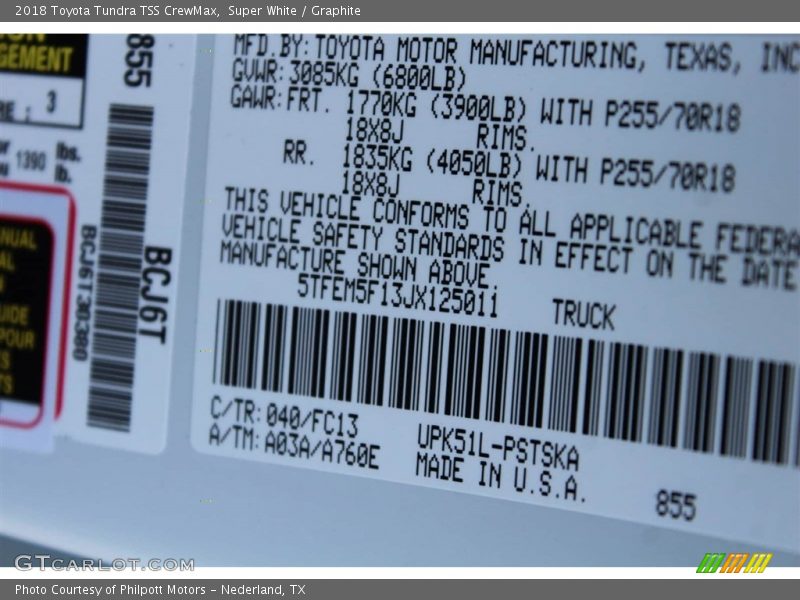 2018 Toyota Tundra TSS CrewMax, Super White / Graphite
MFD.BY:TOYOTA MOTOR MANUFACTURING, TEXAS, INC
GVWR:3085KG (6800LB)
GAWR:FRT. 1770KG (3900LB) WITH P255/70R18
18X8J RIMS.
RR. 1835KG (4050LB) WITH P255/70R18
18X8J RIMS.
THIS VEHICLE CONFORMS TO ALL APPLICABLE FEDERA
VEHICLE SAFETY STANDARDS IN EFFECT ON THE DATE
MANUFACTURE SHOWN ABOVE.
5TFEM5F13JX125011 TRUCK
C/TR:040/FC13
A/TM:A03A/A760E
UPK51L-PSTSKA
MADE IN U.S.A.
855
855
BCJ6T
BCJ6T30380
GEMENT
RE : 3
1390 lbs.
lb.
GTCARLOT.COM
Photo Courtesy of Philpott Motors - Nederland, TX